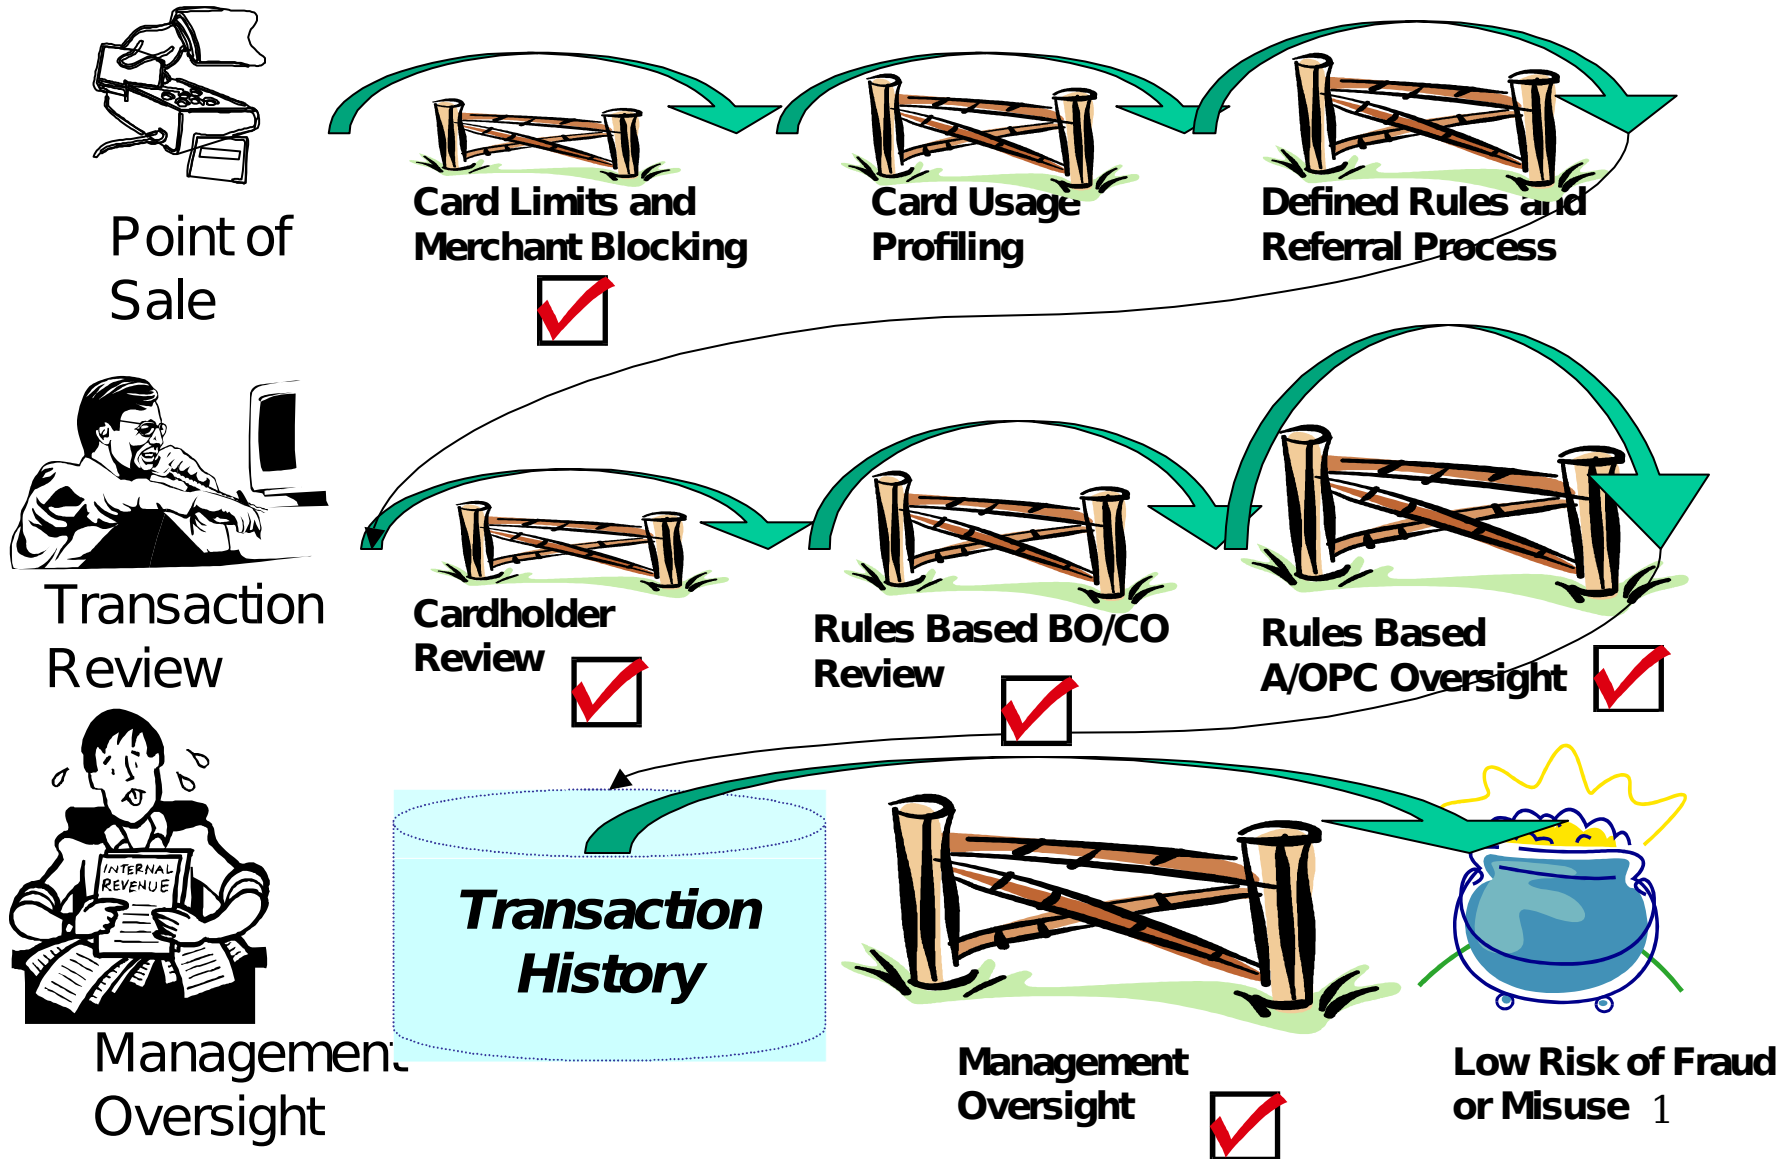 Point of
Sale
Card Limits and
Merchant Blocking
Card Usage
Profiling
Defined Rules and
Referral Process
Transaction
Review
Cardholder
Review
Rules Based BO/CO
Review
Rules Based
A/OPC Oversight
INTERNAL
REVENUE
Management
Oversight
Transaction
History
Management
Oversight
Low Risk of Fraud
or Misuse 1